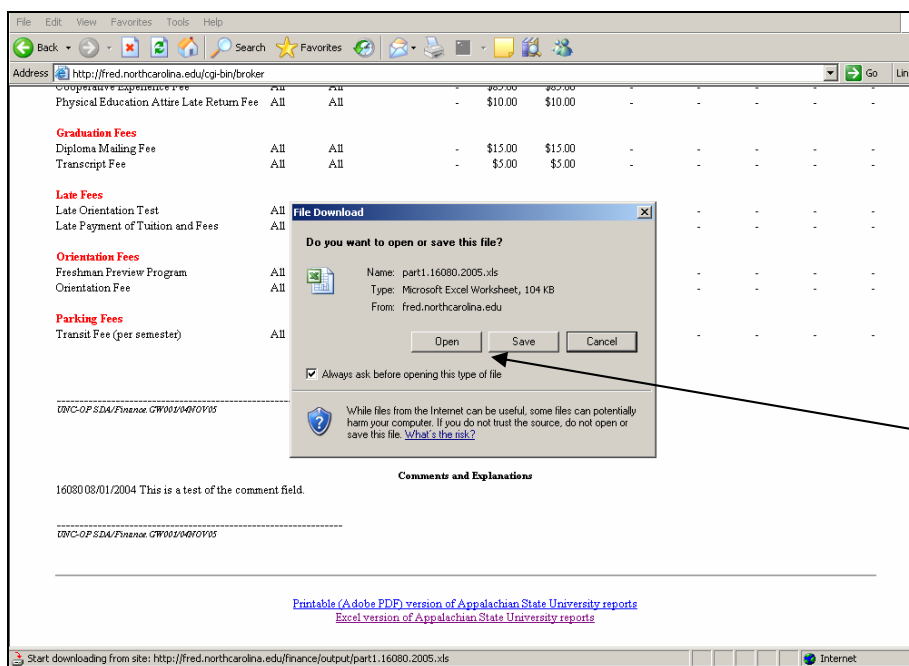 File Edit View Favorites Tools Help
Back Search Favorites
Address http://fred.northcarolina.edu/cgi-bin/broker Go Lin
Cooperative Experience Fee All All - $85.00 $85.00 - - - -
Physical Education Attire Late Return Fee All All - $10.00 $10.00 - - - -
Graduation Fees
Diploma Mailing Fee All All - $15.00 $15.00 - - - -
Transcript Fee All All - $5.00 $5.00 - - - -
Late Fees
Late Orientation Test All - - -
Late Payment of Tuition and Fees All - - -
Orientation Fees
Freshman Preview Program All - - -
Orientation Fee All - - -
Parking Fees
Transit Fee (per semester) All - - -
File Download
Do you want to open or save this file?
Name: part1.16080.2005.xls
Type: Microsoft Excel Worksheet, 104 KB
From: fred.northcarolina.edu
Open Save Cancel
Always ask before opening this type of file
While files from the Internet can be useful, some files can potentially
harm your computer. If you do not trust the source, do not open or
save this file. What's the risk?
UNC-OP SDA/Finance.GW001/04NOV05
Comments and Explanations
16080 08/01/2004 This is a test of the comment field.
UNC-OP SDA/Finance.GW001/04NOV05
Printable (Adobe PDF) version of Appalachian State University reports
Excel version of Appalachian State University reports
Start downloading from site: http://fred.northcarolina.edu/finance/output/part1.16080.2005.xls Internet